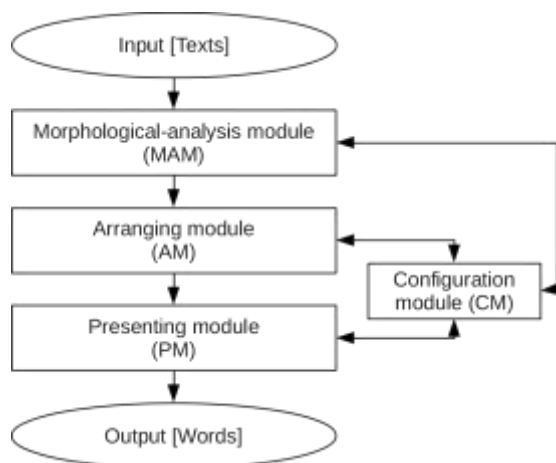 Input [Texts]
Morphological-analysis module
(MAM)
Arranging module
(AM)
Configuration
module (CM)
Presenting module
(PM)
Output [Words]